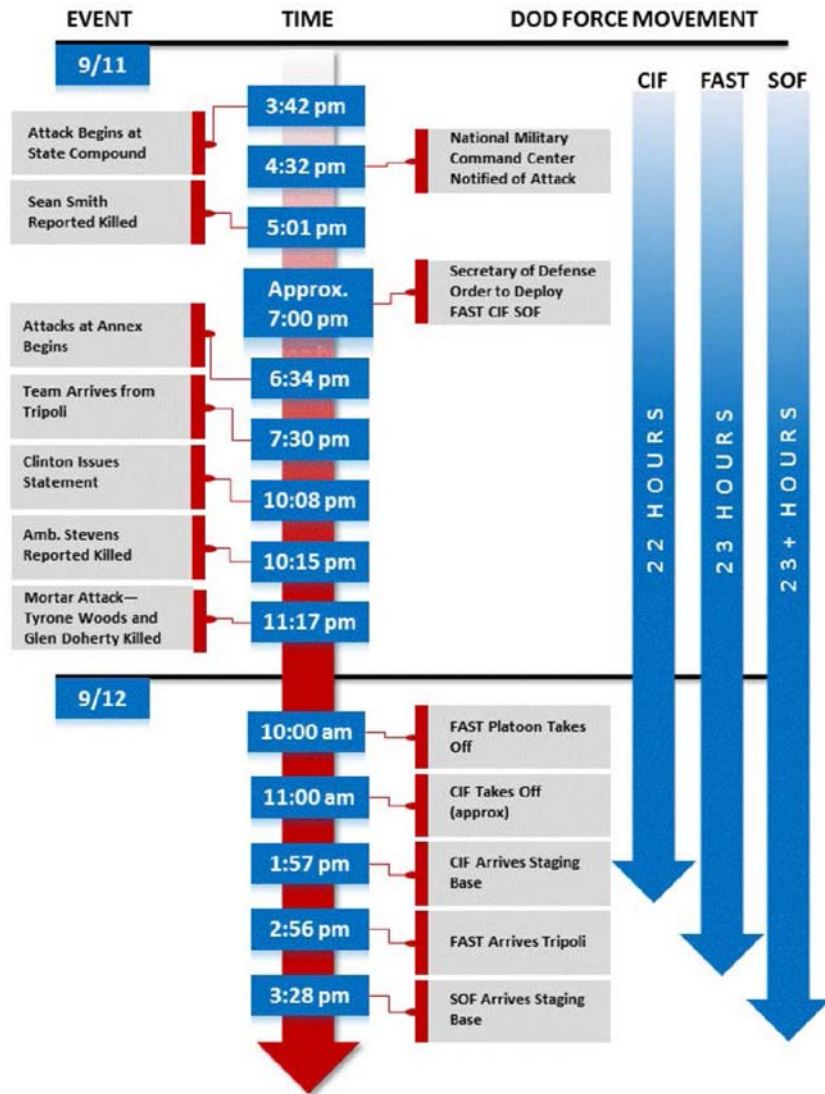 EVENT
TIME
DOD FORCE MOVEMENT
9/11
CIF
FAST
SOF
3:42 pm
Attack Begins at
State Compound
4:32 pm
National Military
Command Center
Notified of Attack
Sean Smith
Reported Killed
5:01 pm
Approx.
7:00 pm
Secretary of Defense
Order to Deploy
FAST CIF SOF
Attacks at Annex
Begins
6:34 pm
Team Arrives from
Tripoli
7:30 pm
Clinton Issues
Statement
10:08 pm
Amb. Stevens
Reported Killed
10:15 pm
Mortar Attack—
Tyrone Woods and
Glen Doherty Killed
11:17 pm
22 HOURS
23 HOURS
23+ HOURS
9/12
10:00 am
FAST Platoon Takes
Off
11:00 am
CIF Takes Off
(approx)
1:57 pm
CIF Arrives Staging
Base
2:56 pm
FAST Arrives Tripoli
3:28 pm
SOF Arrives Staging
Base